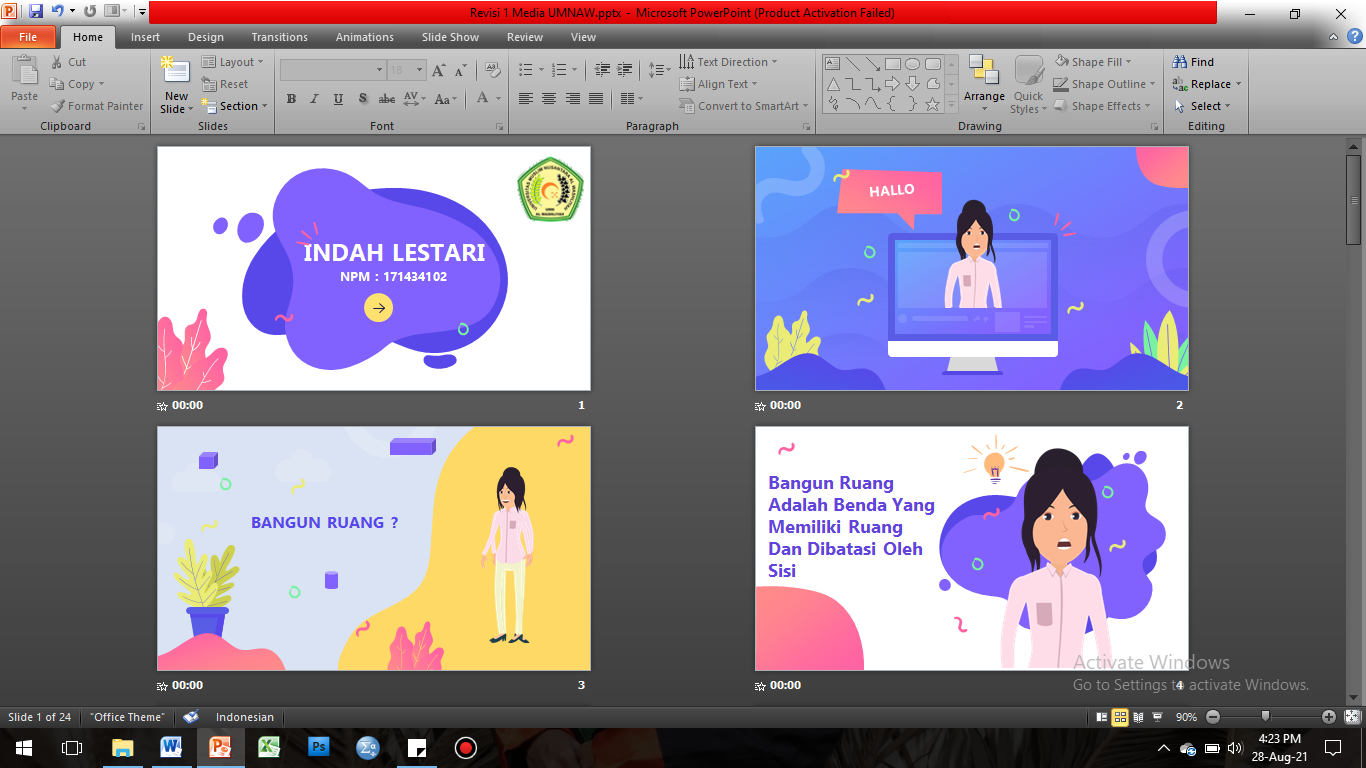 Revisi 1 Media UMNAW.pptx - Microsoft PowerPoint (Product Activation Failed)
File Home Insert Design Transitions Animations Slide Show Review View
Paste
Cut
Copy
Format Painter
Clipboard
New Slide
Layout
Reset
Section
Slides
18
B I U S abc AV Aa A
Font
Text Direction
Align Text
Convert to SmartArt
Paragraph
Arrange
Quick Styles
Shape Fill
Shape Outline
Shape Effects
Drawing
Find
Replace
Select
Editing
INDAH LESTARI
NPM : 171434102
00:00 1
HALLO
00:00 2
BANGUN RUANG ?
00:00 3
Bangun Ruang
Adalah Benda Yang
Memiliki Ruang
Dan Dibatasi Oleh
Sisi
00:00 4
Activate Windows
Go to Settings to activate Windows.
Slide 1 of 24 "Office Theme" Indonesian 90%
4:23 PM
28-Aug-21